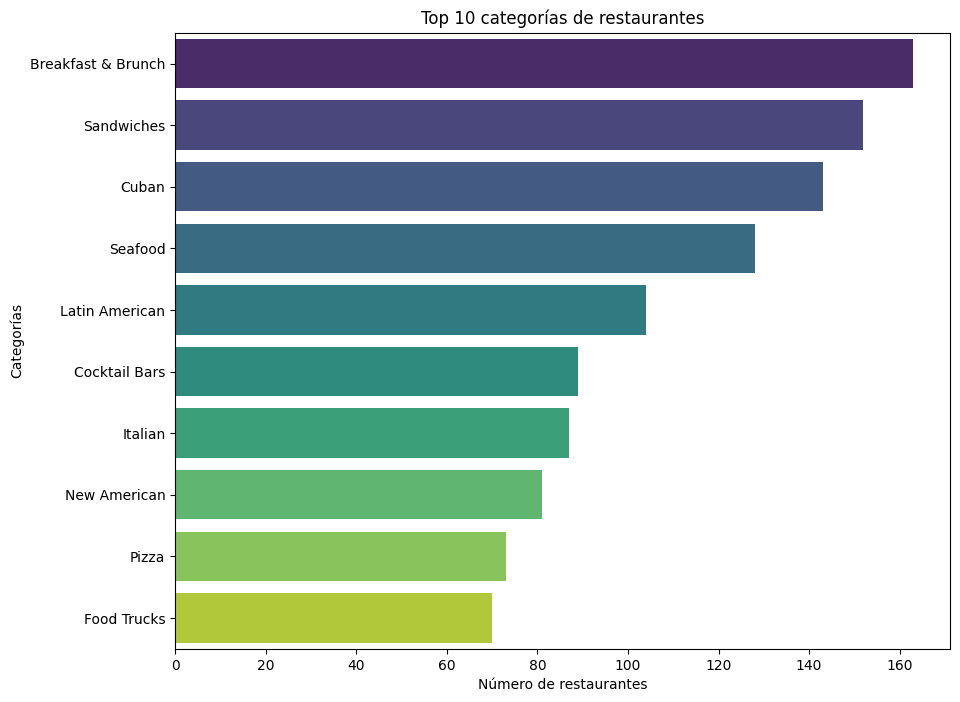 Top 10 categorías de restaurantes
Categorías
Breakfast & Brunch
Sandwiches
Cuban
Seafood
Latin American
Cocktail Bars
Italian
New American
Pizza
Food Trucks
0 20 40 60 80 100 120 140 160
Número de restaurantes